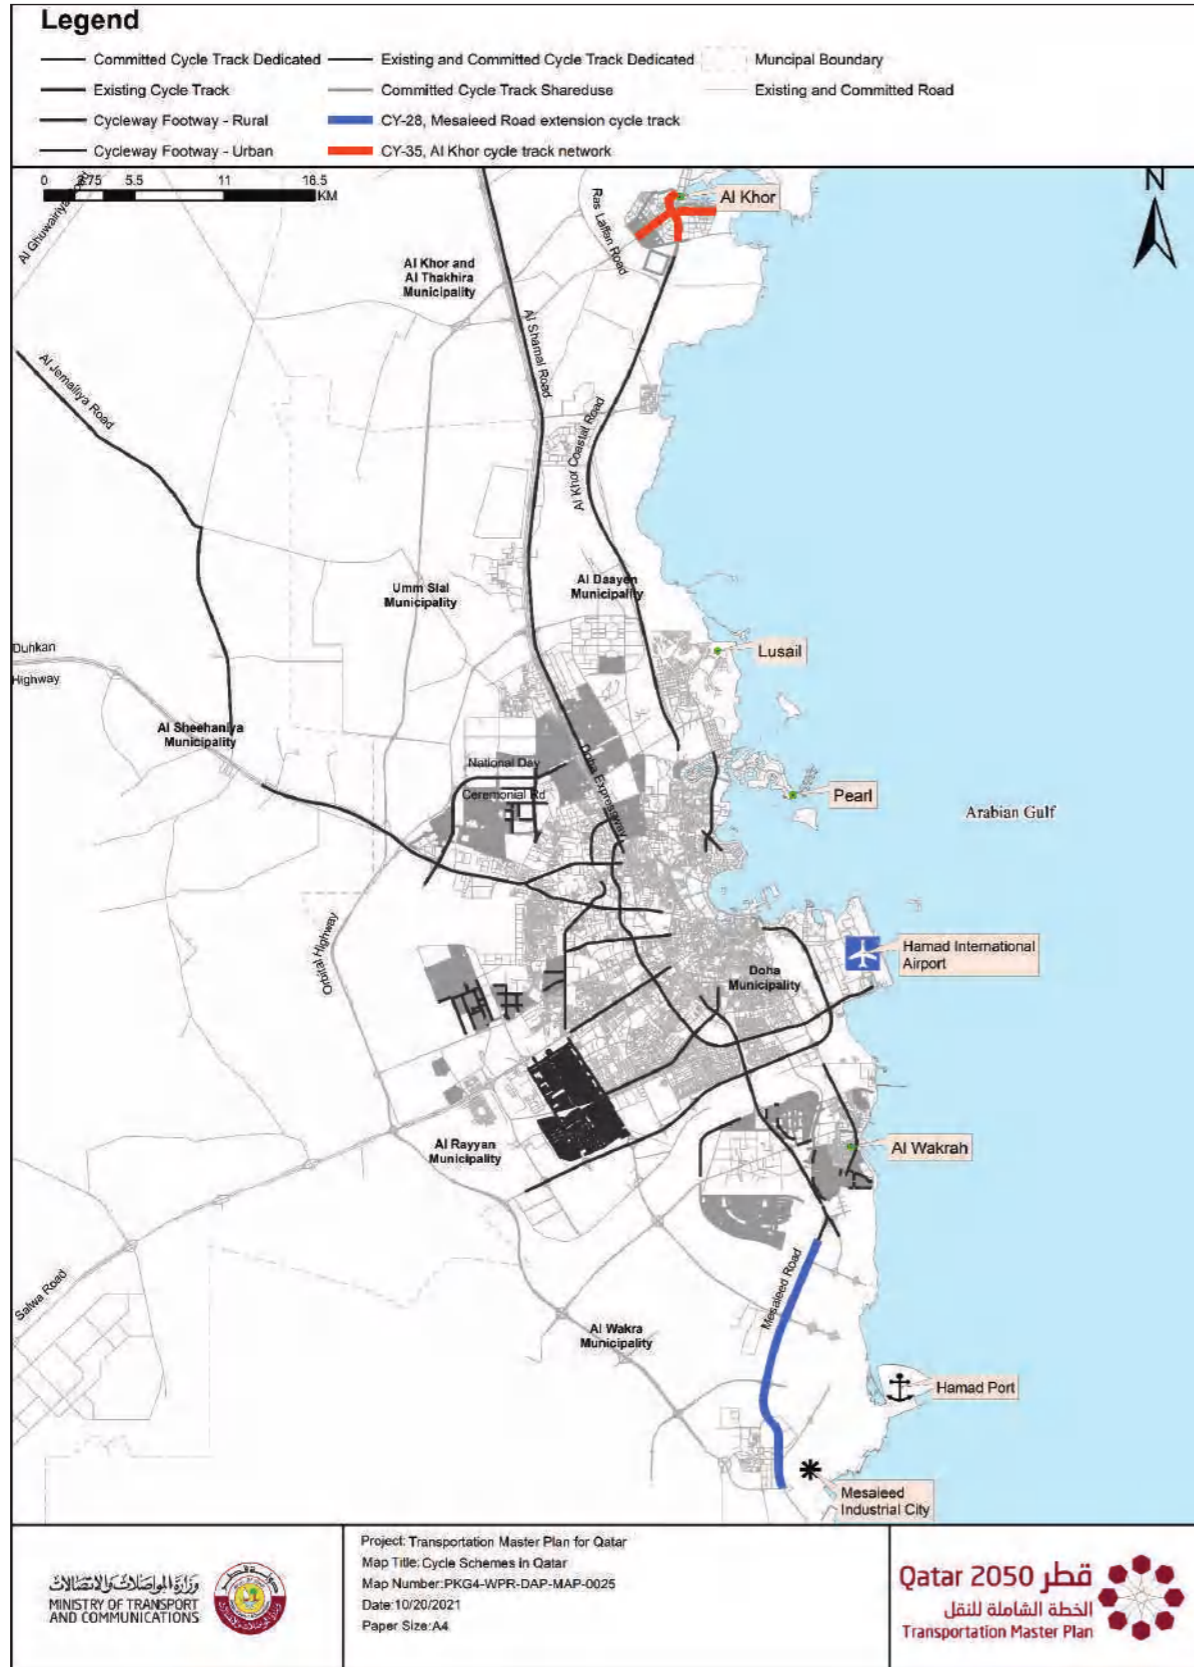 Legend
Committed Cycle Track Dedicated
Existing and Committed Cycle Track Dedicated
Muncipal Boundary
Existing Cycle Track
Committed Cycle Track Shareduse
Existing and Committed Road
Cycleway Footway - Rural
CY-28, Mesaieed Road extension cycle track
Cycleway Footway - Urban
CY-35, Al Khor cycle track network
0 2.75 5.5 11 16.5
KM
N
Al Ghuwairiya Road
Ras Laffan Road
Al Khor
Al Khor and
Al Thakhira
Municipality
Al Shamal Road
Al Jemailiya Road
Al Khor Coastal Road
Umm Slal
Municipality
Al Daayen
Municipality
Lusail
Duhkan
Highway
Al Sheehaniya
Municipality
National Day
Ceremonial Rd
Doha Expressway
Pearl
Arabian Gulf
Orbital Highway
Hamad International
Airport
Doha
Municipality
Al Rayyan
Municipality
Al Wakrah
Salwa Road
Mesaieed Road
Al Wakra
Municipality
Hamad Port
Mesaieed
Industrial City
وزارة المواصلات والاتصالات
MINISTRY OF TRANSPORT
AND COMMUNICATIONS
Project: Transportation Master Plan for Qatar
Map Title: Cycle Schemes in Qatar
Map Number:PKG4-WPR-DAP-MAP-0025
Date:10/20/2021
Paper Size:A4
Qatar 2050 قطر
الخطة الشاملة للنقل
Transportation Master Plan